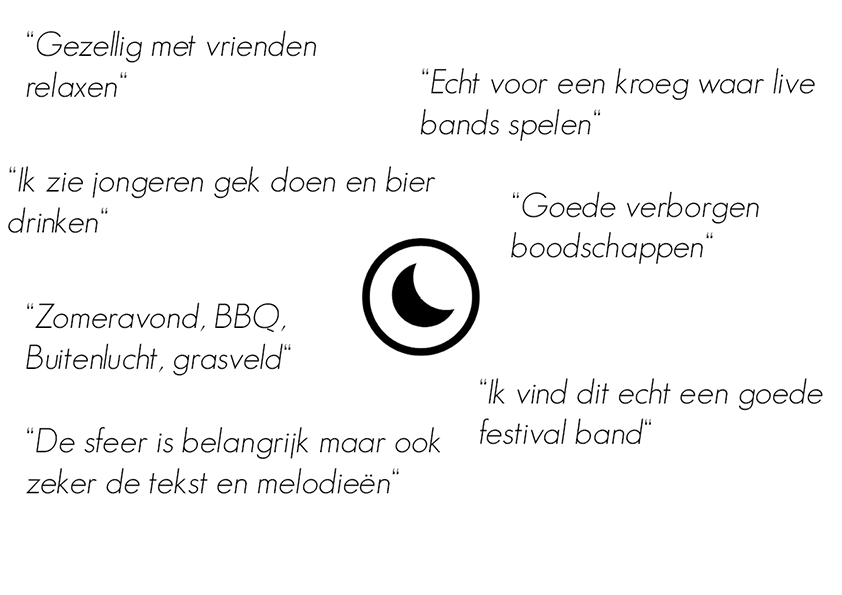 “Gezellig met vrienden
relaxen“
“Echt voor een kroeg waar live
bands spelen“
“Ik zie jongeren gek doen en bier
drinken“
“Goede verborgen
boodschappen“
“Zomeravond, BBQ,
Buitenlucht, grasveld“
“Ik vind dit echt een goede
festival band“
“De sfeer is belangrijk maar ook
zeker de tekst en melodieën“